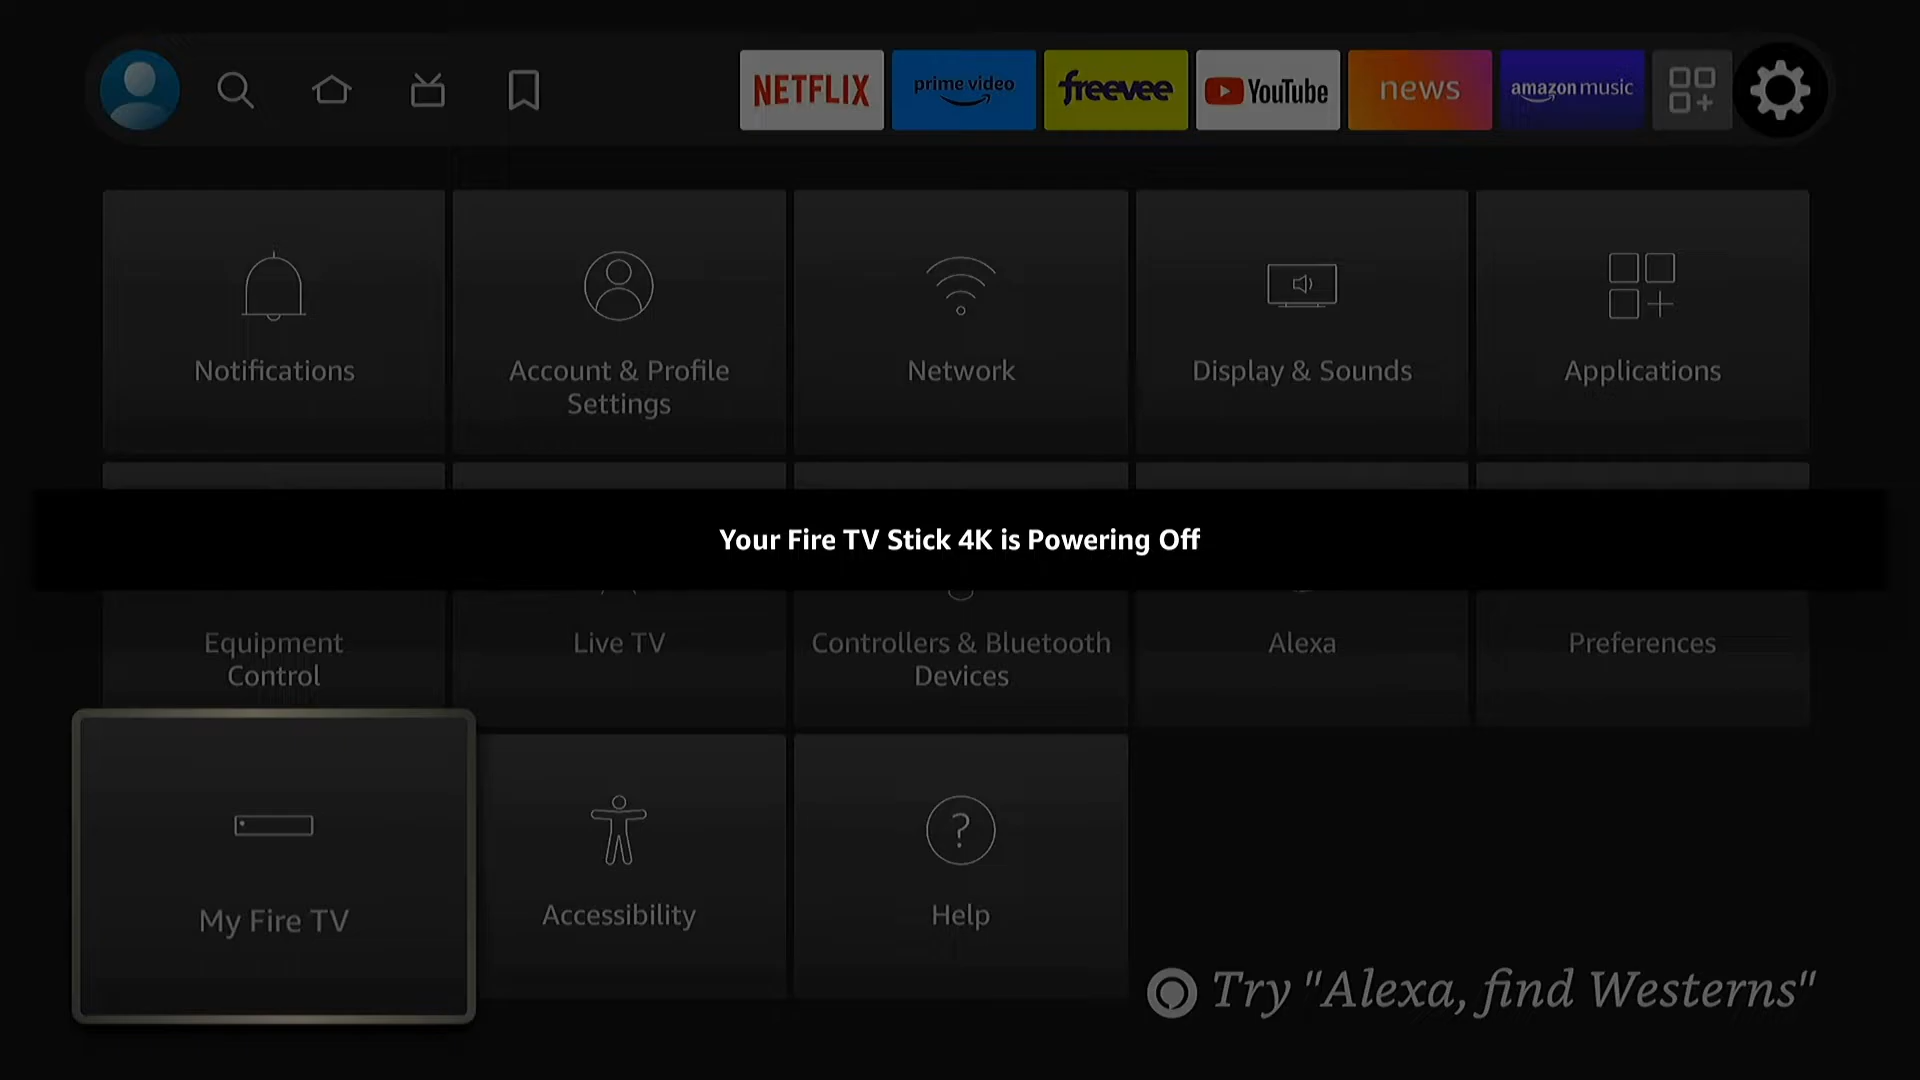 NETFLIX
prime video
freevee
YouTube
news
amazon music
Notifications
Account & Profile
Settings
Network
Display & Sounds
Applications
Your Fire TV Stick 4K is Powering Off
Equipment
Control
Live TV
Controllers & Bluetooth
Devices
Alexa
Preferences
My Fire TV
Accessibility
?
Help
Try "Alexa, find Westerns"